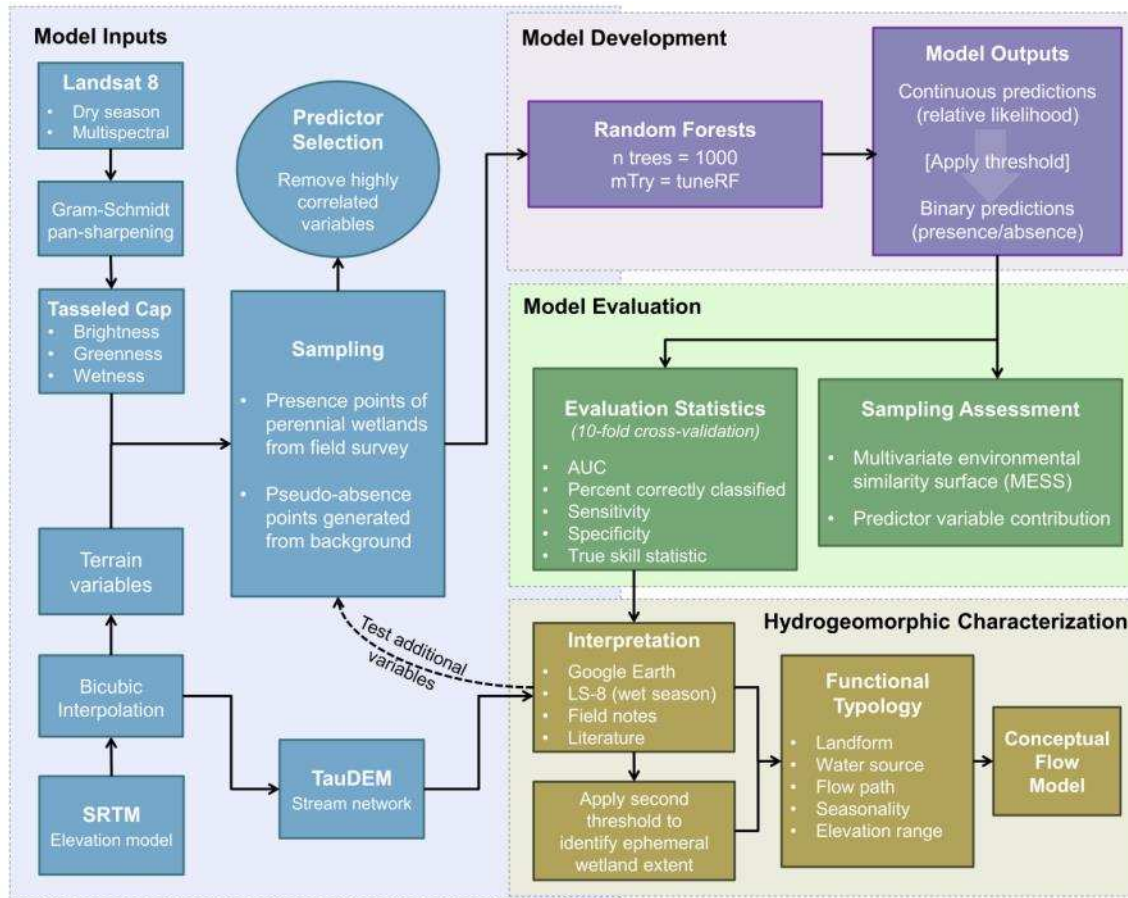 Model Inputs
Landsat 8
• Dry season
• Multispectral
Gram-Schmidt
pan-sharpening
Tasseled Cap
• Brightness
• Greenness
• Wetness
Terrain
variables
Bicubic
Interpolation
SRTM
Elevation model
Predictor
Selection
Remove highly
correlated
variables
Sampling
• Presence points of
perennial wetlands
from field survey
• Pseudo-absence
points generated
from background
Test additional
variables
TauDEM
Stream network
Model Development
Random Forests
n trees = 1000
mTry = tuneRF
Model Outputs
Continuous predictions
(relative likelihood)
[Apply threshold]
Binary predictions
(presence/absence)
Model Evaluation
Evaluation Statistics
(10-fold cross-validation)
• AUC
• Percent correctly classified
• Sensitivity
• Specificity
• True skill statistic
Sampling Assessment
• Multivariate environmental
similarity surface (MESS)
• Predictor variable contribution
Hydrogeomorphic Characterization
Interpretation
• Google Earth
• LS-8 (wet season)
• Field notes
• Literature
Apply second
threshold to
identify ephemeral
wetland extent
Functional
Typology
• Landform
• Water source
• Flow path
• Seasonality
• Elevation range
Conceptual
Flow
Model